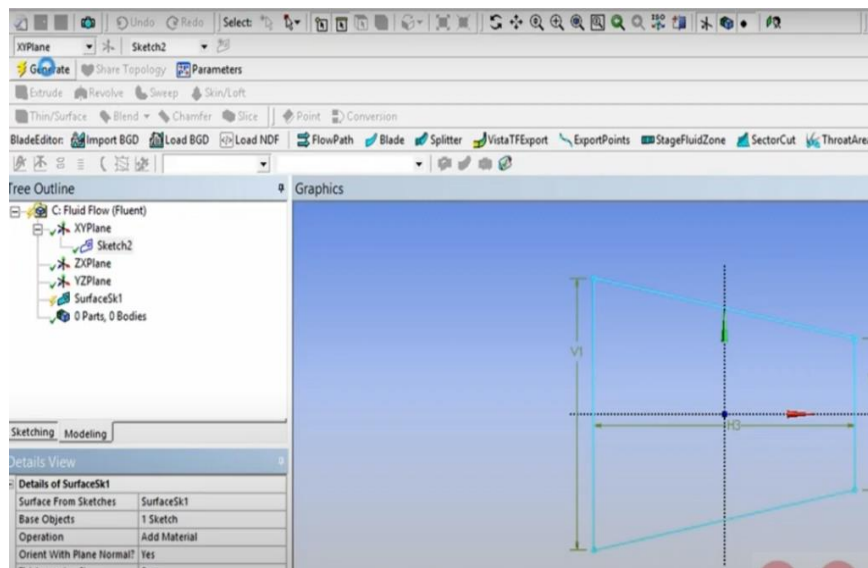 Undo Redo Select: ISO
XYPlane Sketch2
Generate Share Topology Parameters
Extrude Revolve Sweep Skin/Loft
Thin/Surface Blend Chamfer Slice Point Conversion
BladeEditor: Import BGD Load BGD Load NDF FlowPath Blade Splitter VistaTFExport ExportPoints StageFluidZone SectorCut ThroatArea
Tree Outline Graphics
C: Fluid Flow (Fluent)
XYPlane
Sketch2
ZXPlane
YZPlane
SurfaceSk1
0 Parts, 0 Bodies
V1
H3
Sketching Modeling
Details View
Details of SurfaceSk1
Surface From Sketches SurfaceSk1
Base Objects 1 Sketch
Operation Add Material
Orient With Plane Normal? Yes